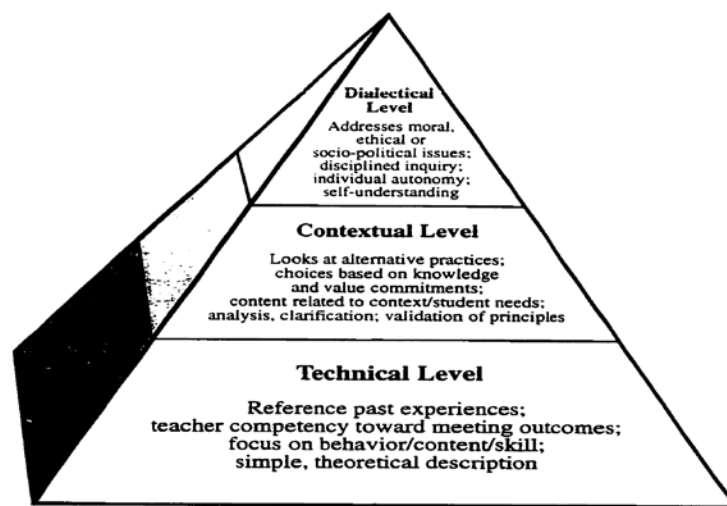 Dialectical
Level
Addresses moral,
ethical or
socio-political issues;
disciplined inquiry;
individual autonomy;
self-understanding
Contextual Level
Looks at alternative practices;
choices based on knowledge
and value commitments;
content related to context/student needs;
analysis, clarification; validation of principles
Technical Level
Reference past experiences;
teacher competency toward meeting outcomes;
focus on behavior/content/skill;
simple, theoretical description